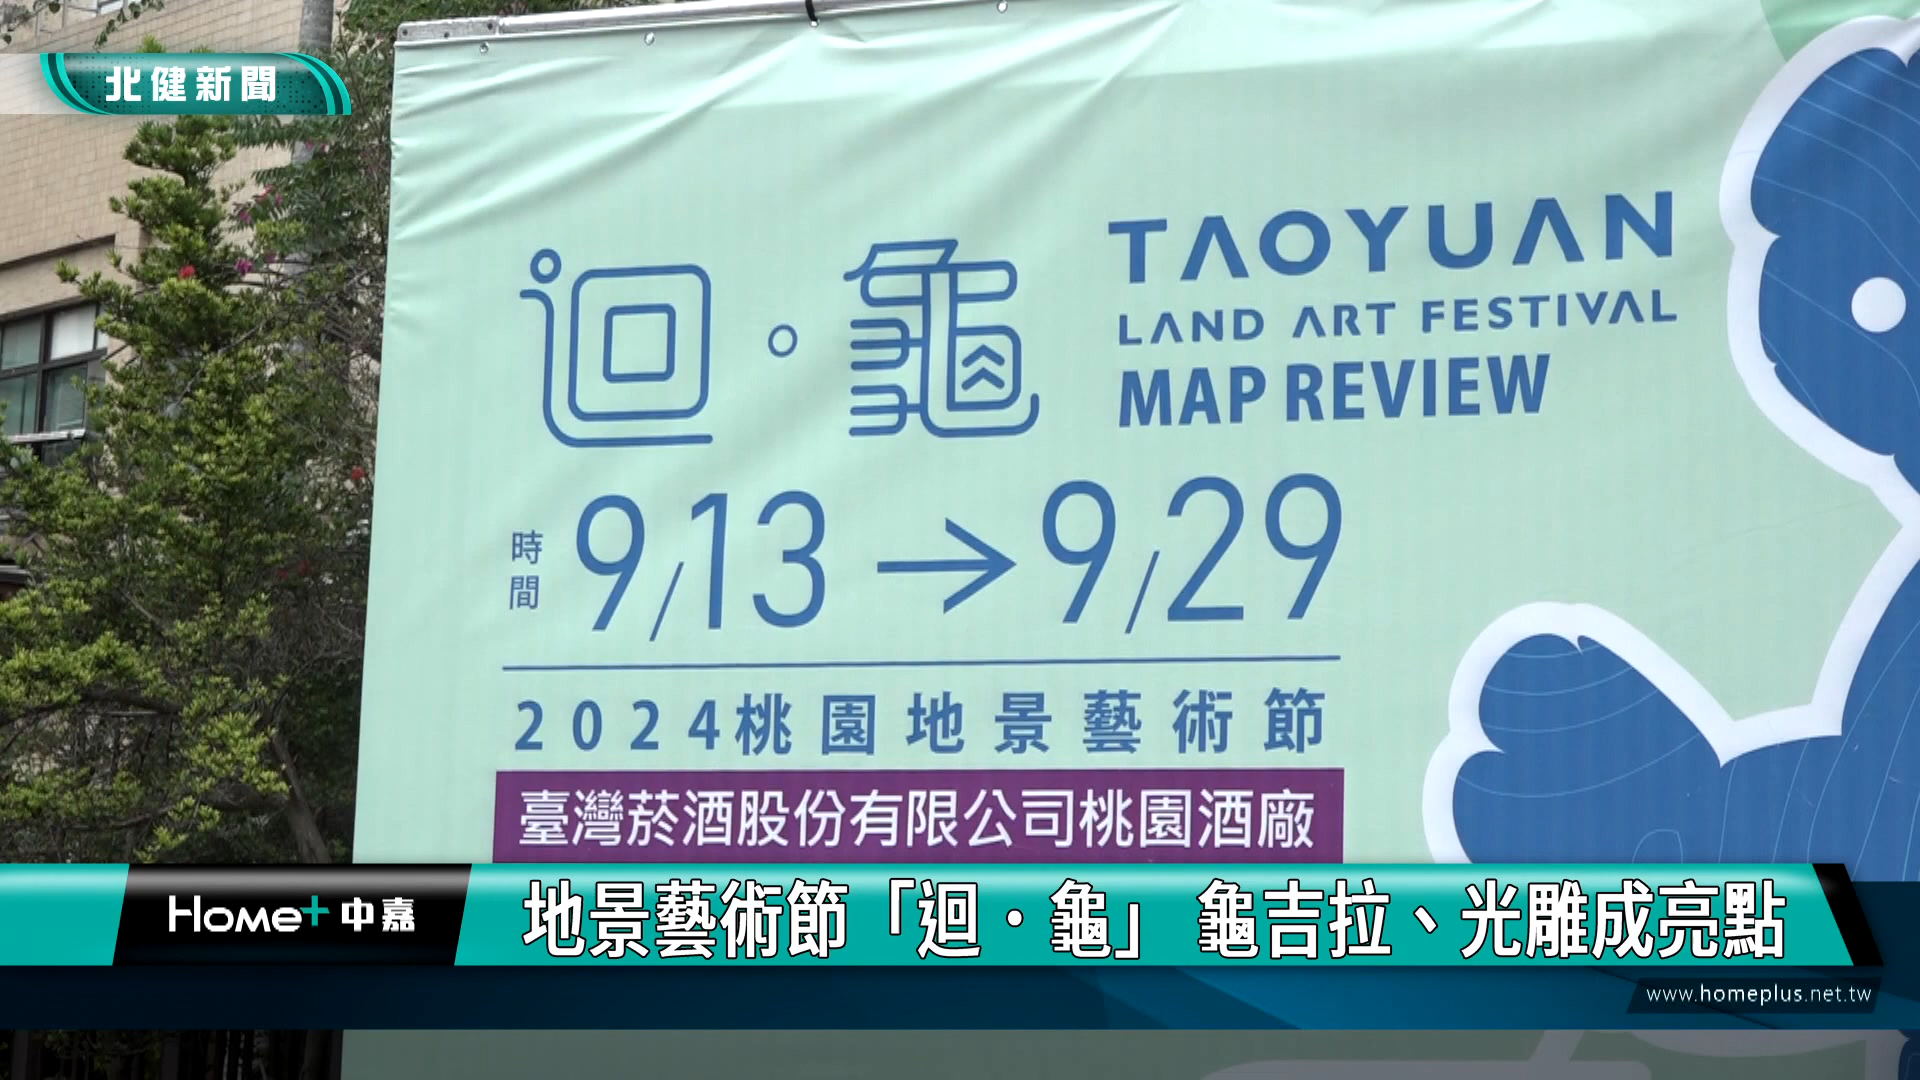 北健新聞
迴·龜
TAOYUAN
LAND ART FESTIVAL
MAP REVIEW
時間 9/13→9/29
2024桃園地景藝術節
臺灣菸酒股份有限公司桃園酒廠
Home+ 中嘉
地景藝術節「迴·龜」 龜吉拉、光雕成亮點
www.homeplus.net.tw